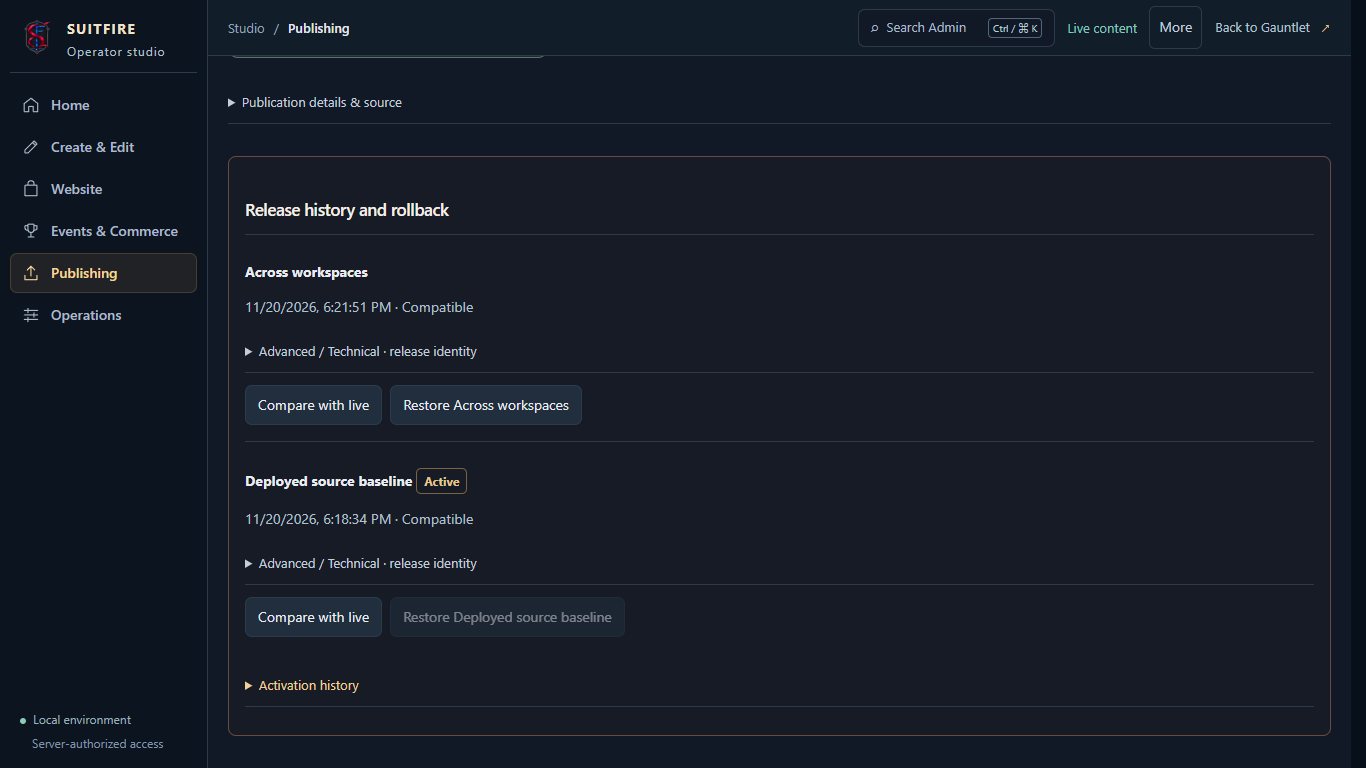 SUITFIRE
Operator studio
Home
Create & Edit
Website
Events & Commerce
Publishing
Operations
Local environment
Server-authorized access
Studio / Publishing
Search Admin Ctrl / ⌘ K
Live content
More
Back to Gauntlet ↗
▶ Publication details & source
Release history and rollback
Across workspaces
11/20/2026, 6:21:51 PM · Compatible
▶ Advanced / Technical · release identity
Compare with live
Restore Across workspaces
Deployed source baseline Active
11/20/2026, 6:18:34 PM · Compatible
▶ Advanced / Technical · release identity
Compare with live
Restore Deployed source baseline
▶ Activation history